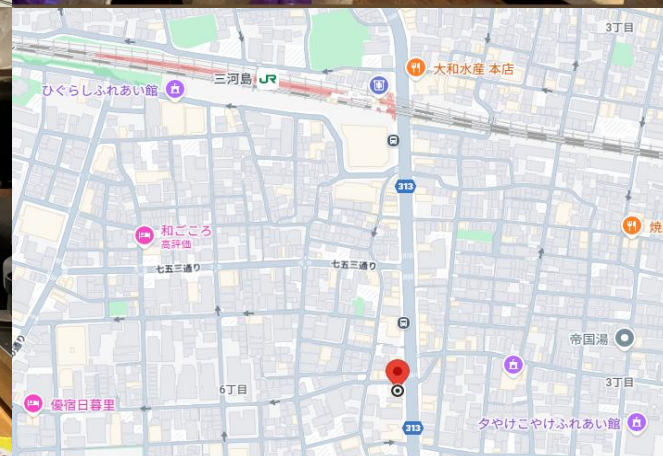 3丁目
大和水産 本店
三河島 JR
ひぐらしふれあい館
313
焼
和ごころ
高評価
七五三通り
七五三通り
帝国湯
3丁目
6丁目
優宿日暮里
夕やけこやけふれあい館
313